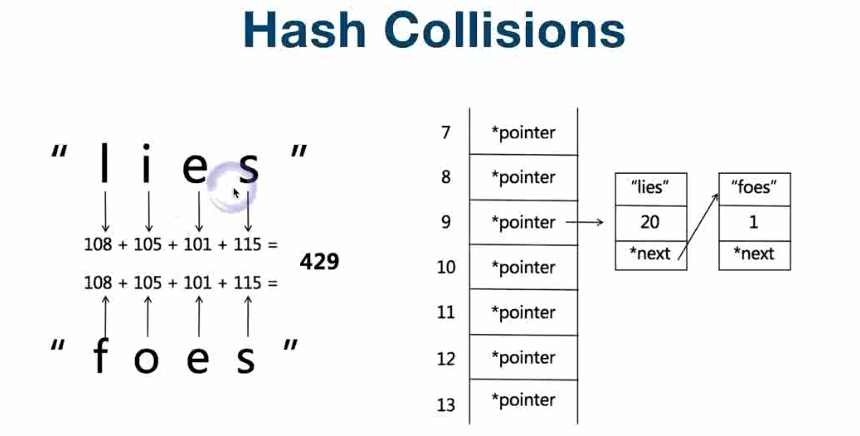 Hash Collisions
" l i e s "
108 + 105 + 101 + 115 =
429
108 + 105 + 101 + 115 =
" f o e s "
7 *pointer
8 *pointer
9 *pointer
10 *pointer
11 *pointer
12 *pointer
13 *pointer
"lies"
20
*next
"foes"
1
*next